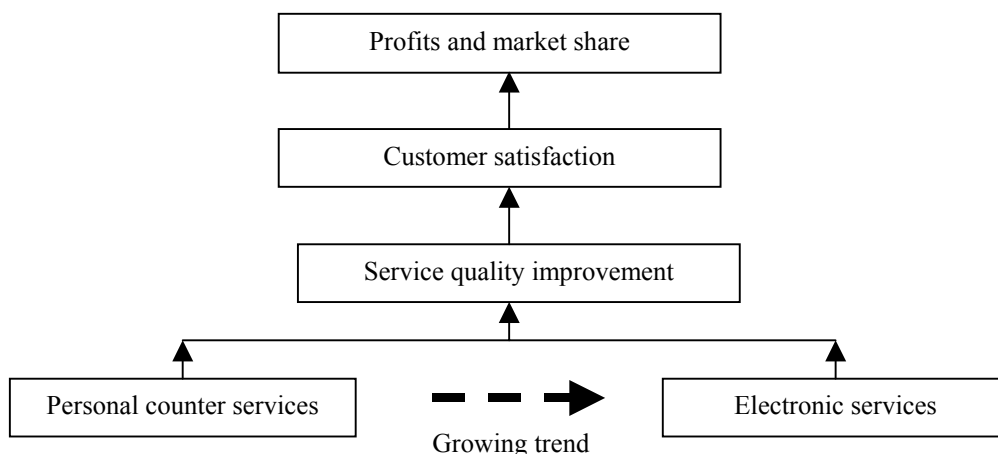 Profits and market share
Customer satisfaction
Service quality improvement
Personal counter services
Electronic services
Growing trend